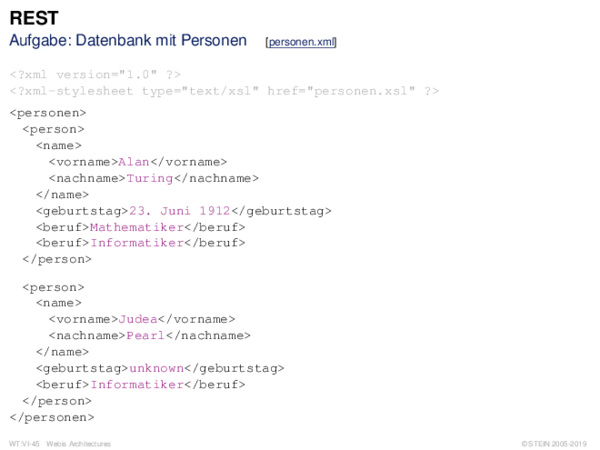 REST
Aufgabe: Datenbank mit Personen [personen.xml]
<?xml version="1.0" ?>
<?xml-stylesheet type="text/xsl" href="personen.xsl" ?>
<personen>
<person>
<name>
<vorname>Alan</vorname>
<nachname>Turing</nachname>
</name>
<geburtstag>23. Juni 1912</geburtstag>
<beruf>Mathematiker</beruf>
<beruf>Informatiker</beruf>
</person>
<person>
<name>
<vorname>Judea</vorname>
<nachname>Pearl</nachname>
</name>
<geburtstag>unknown</geburtstag>
<beruf>Informatiker</beruf>
</person>
</personen>
WT:VI-45 Webis Architectures © STEIN 2005-2019